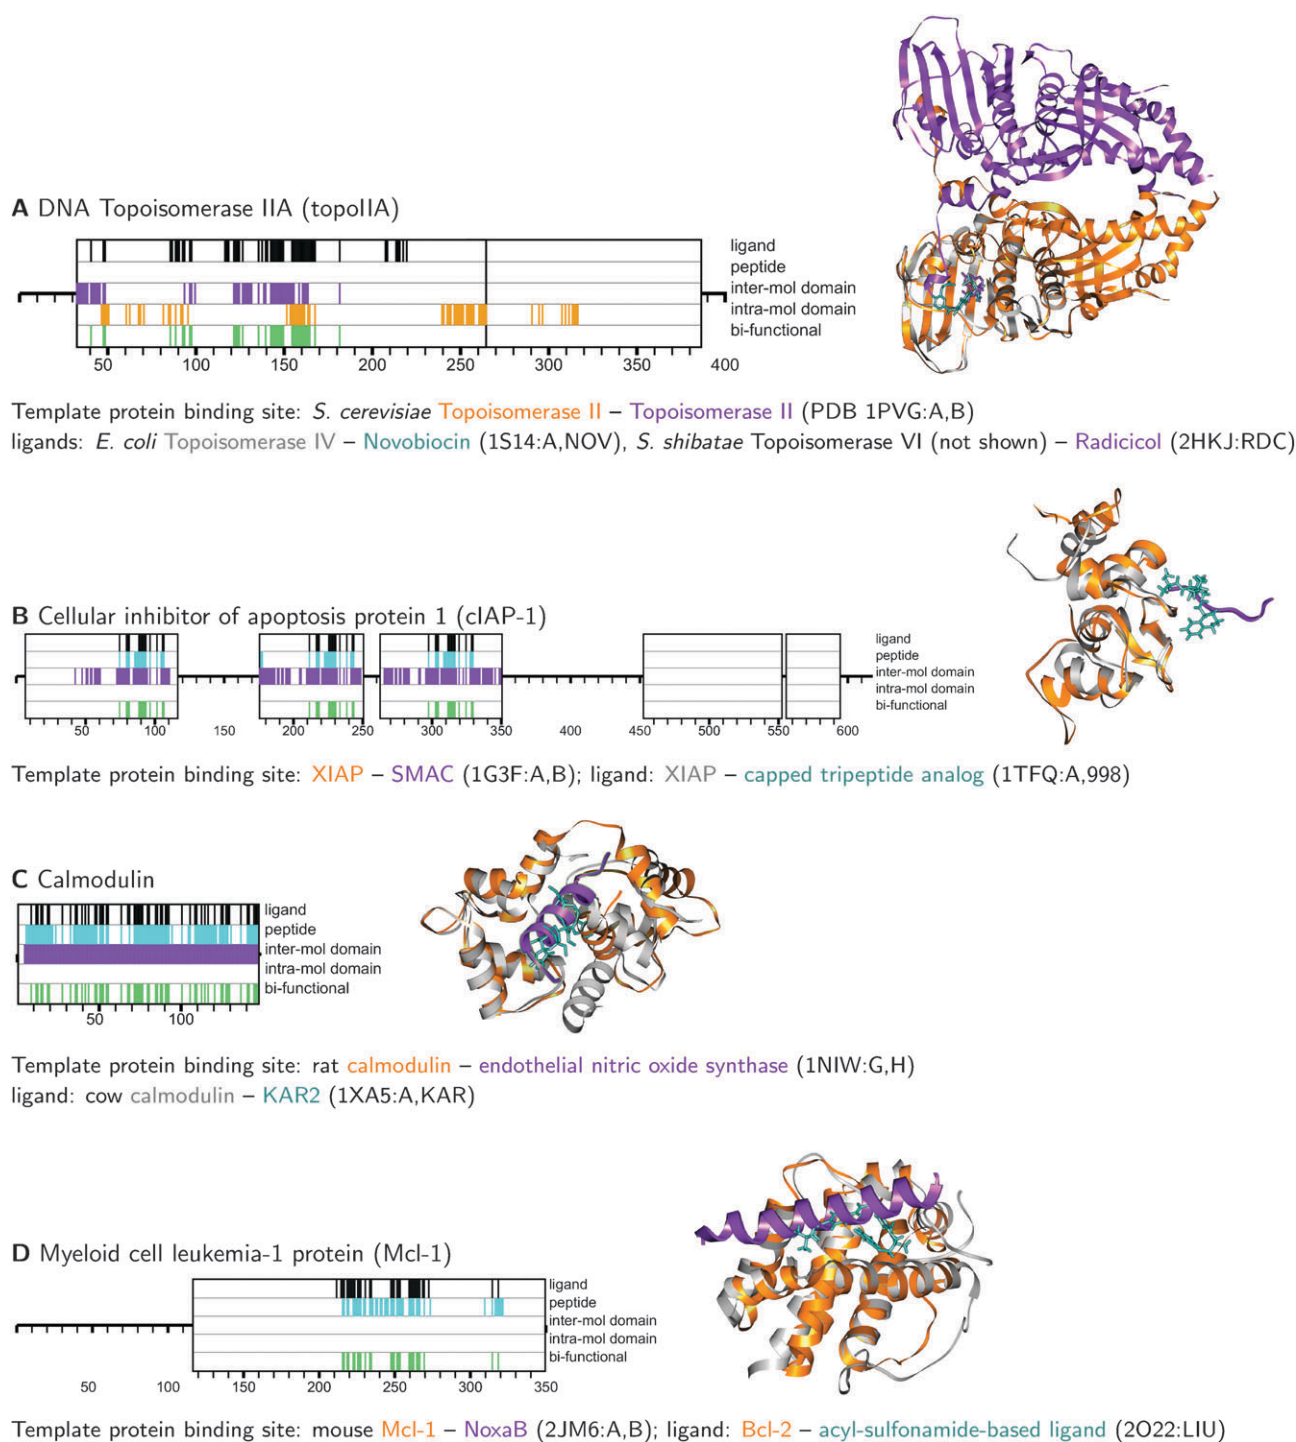 A DNA Topoisomerase IIA (topoIIA)
ligand
peptide
inter-mol domain
intra-mol domain
bi-functional
50 100 150 200 250 300 350 400
Template protein binding site: S. cerevisiae Topoisomerase II – Topoisomerase II (PDB 1PVG:A,B)
ligands: E. coli Topoisomerase IV – Novobiocin (1S14:A,NOV), S. shibatae Topoisomerase VI (not shown) – Radicicol (2HKJ:RDC)
B Cellular inhibitor of apoptosis protein 1 (cIAP-1)
ligand
peptide
inter-mol domain
intra-mol domain
bi-functional
50 100 150 200 250 300 350 400 450 500 550 600
Template protein binding site: XIAP – SMAC (1G3F:A,B); ligand: XIAP – capped tripeptide analog (1TFQ:A,998)
C Calmodulin
ligand
peptide
inter-mol domain
intra-mol domain
bi-functional
50 100
Template protein binding site: rat calmodulin – endothelial nitric oxide synthase (1NIW:G,H)
ligand: cow calmodulin – KAR2 (1XA5:A,KAR)
D Myeloid cell leukemia-1 protein (Mcl-1)
ligand
peptide
inter-mol domain
intra-mol domain
bi-functional
50 100 150 200 250 300 350
Template protein binding site: mouse Mcl-1 – NoxaB (2JM6:A,B); ligand: Bcl-2 – acyl-sulfonamide-based ligand (2O22:LIU)